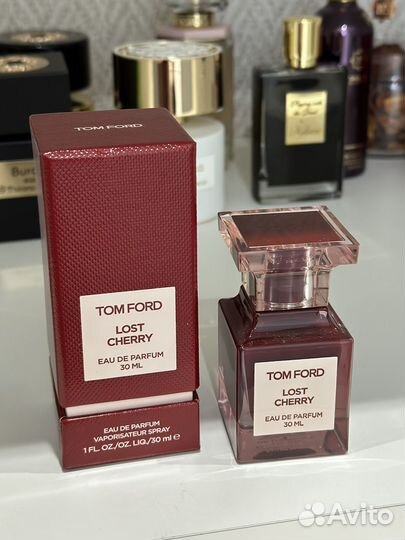 TOM FORD
TOM FORD
LOST
CHERRY
EAU DE PARFUM
30 ML
EAU DE PARFUM
VAPORISATEUR SPRAY
1 FL. OZ./OZ. LIQ./30 ml e
TOM FORD
LOST
CHERRY
EAU DE PARFUM
30 ML
Avito